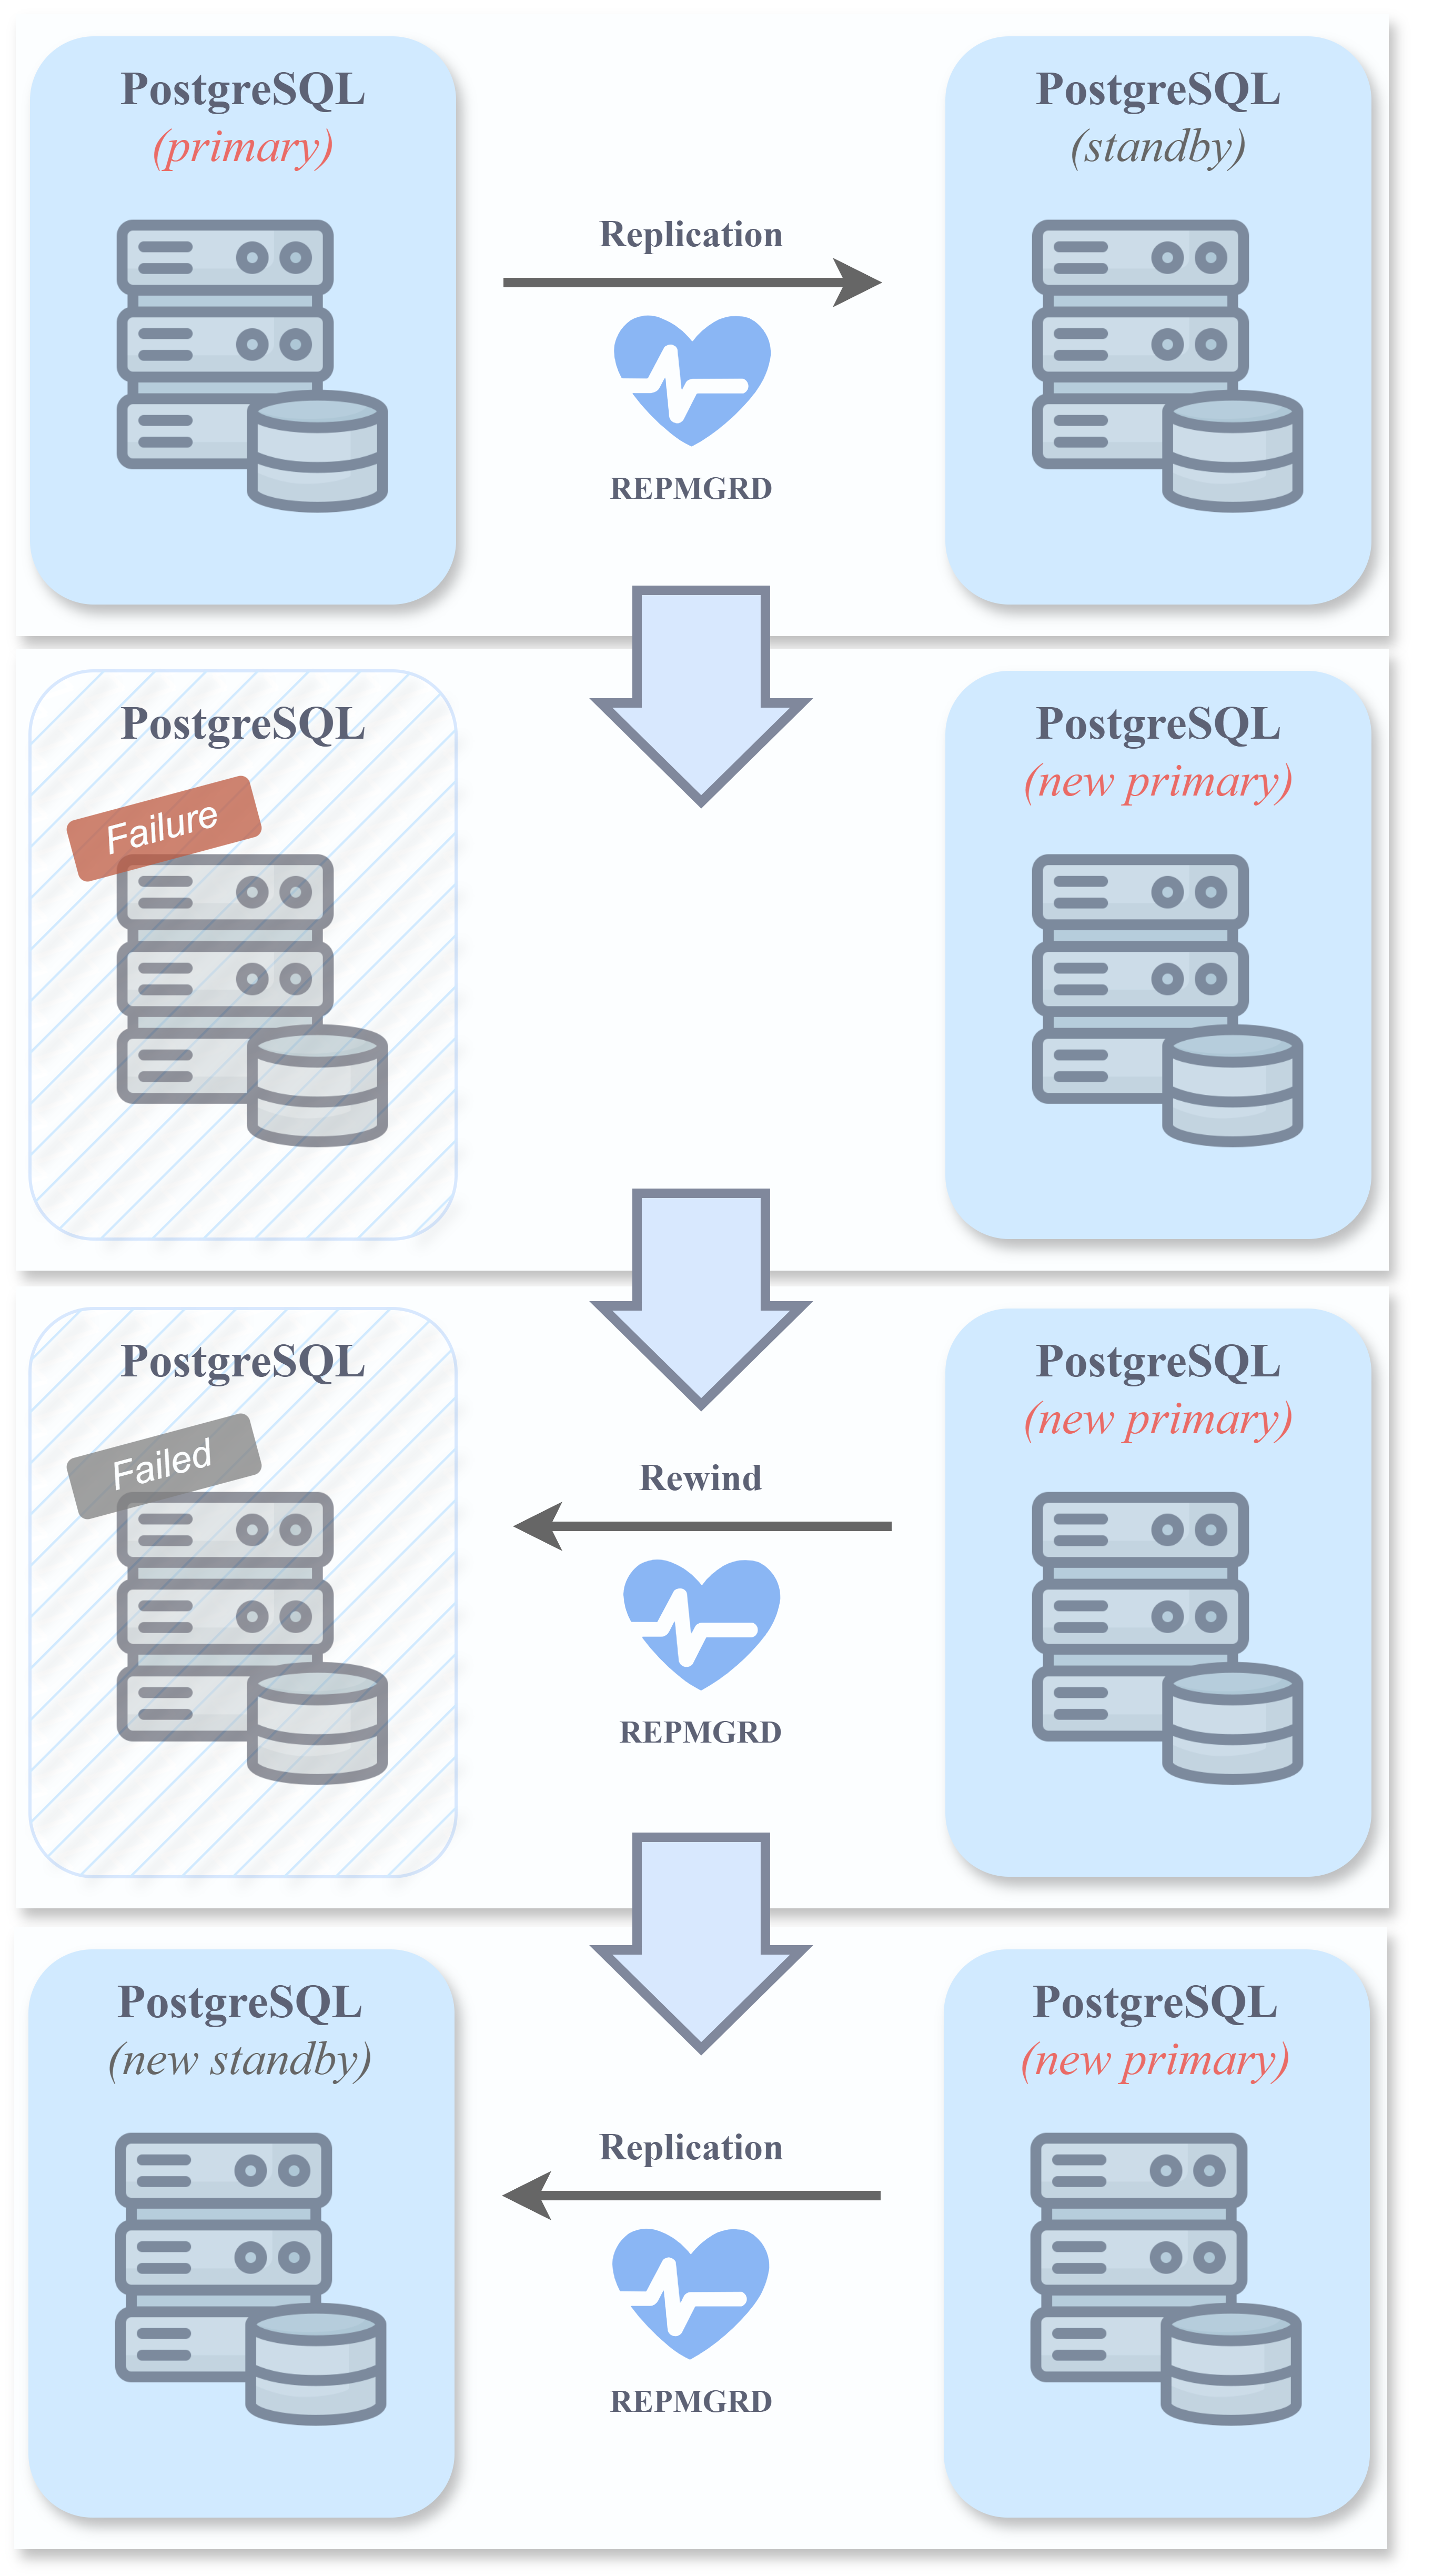 PostgreSQL
(primary)
PostgreSQL
(standby)
Replication
REPMGRD
PostgreSQL
Failure
PostgreSQL
(new primary)
PostgreSQL
Failed
Rewind
REPMGRD
PostgreSQL
(new primary)
PostgreSQL
(new standby)
Replication
REPMGRD
PostgreSQL
(new primary)